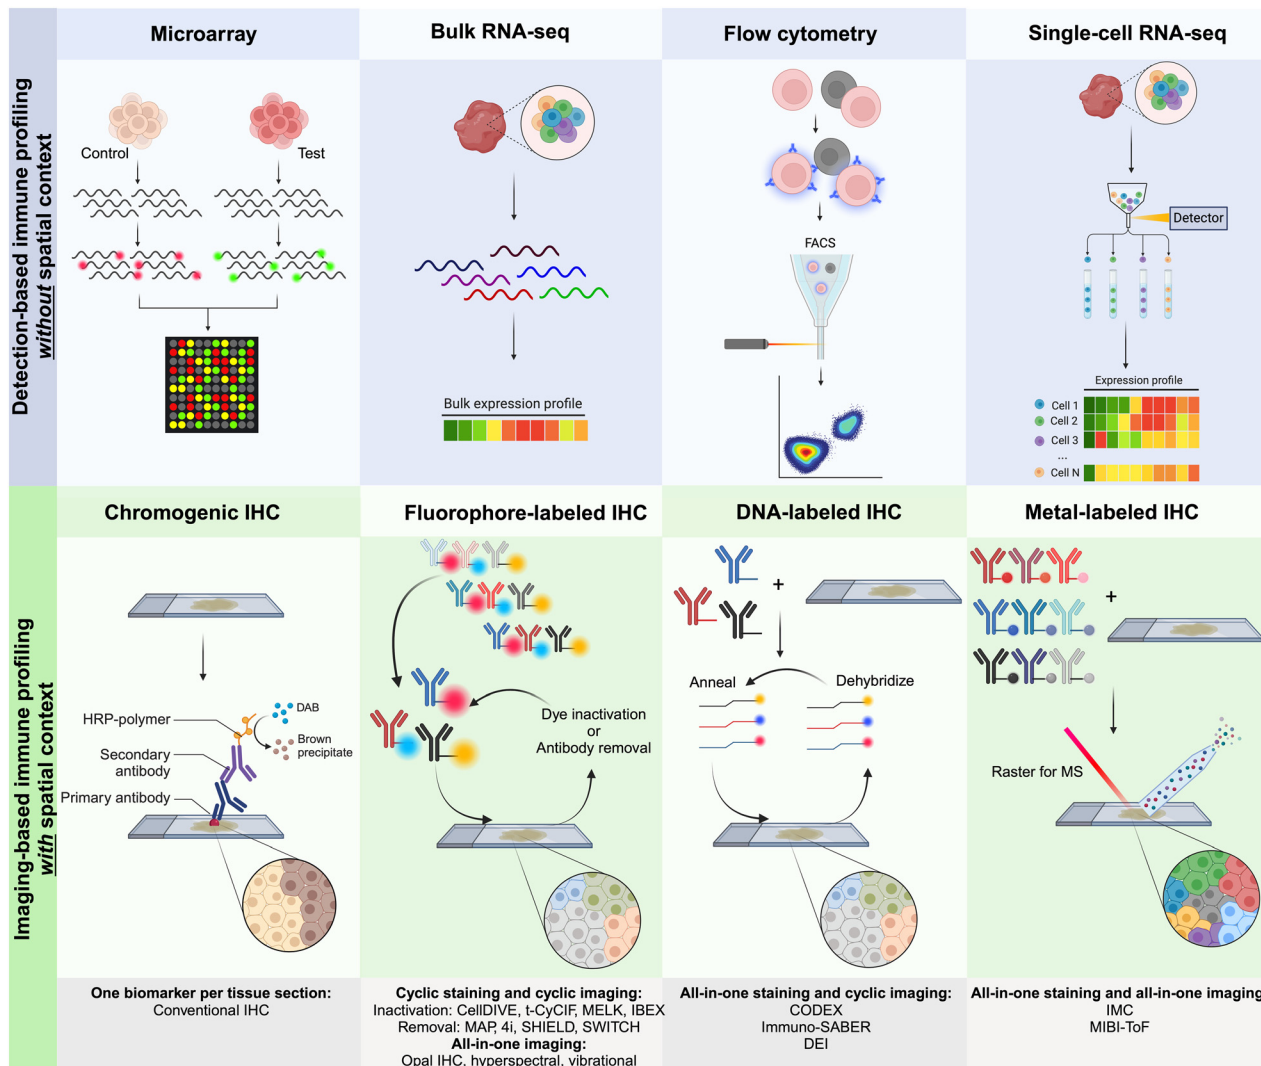 Detection-based immune profiling
without spatial context
Microarray
Bulk RNA-seq
Flow cytometry
Single-cell RNA-seq
Control
Test
Bulk expression profile
FACS
Detector
Expression profile
Cell 1
Cell 2
Cell 3
...
Cell N
Imaging-based immune profiling
with spatial context
Chromogenic IHC
Fluorophore-labeled IHC
DNA-labeled IHC
Metal-labeled IHC
HRP-polymer
DAB
Brown
precipitate
Secondary
antibody
Primary antibody
Dye inactivation
or
Antibody removal
+
Anneal
Dehybridize
+
Raster for MS
One biomarker per tissue section:
Conventional IHC
Cyclic staining and cyclic imaging:
Inactivation: CellDIVE, t-CyCIF, MELK, IBEX
Removal: MAP, 4i, SHIELD, SWITCH
All-in-one imaging:
Opal IHC, hyperspectral, vibrational
All-in-one staining and cyclic imaging:
CODEX
Immuno-SABER
DEI
All-in-one staining and all-in-one imaging
IMC
MIBI-ToF